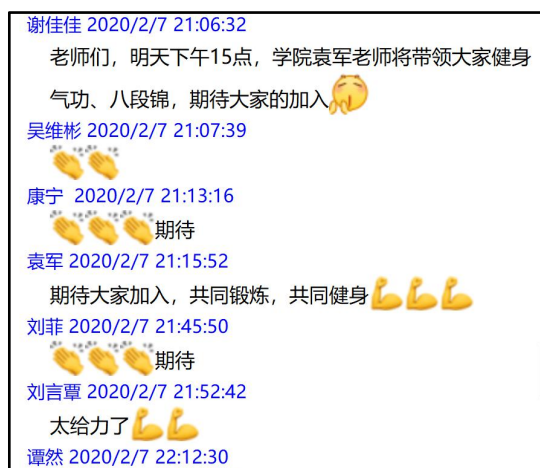 谢佳佳 2020/2/7 21:06:32
老师们，明天下午15点，学院袁军老师将带领大家健身
气功、八段锦，期待大家的加入
吴维彬 2020/2/7 21:07:39
康宁 2020/2/7 21:13:16
期待
袁军 2020/2/7 21:15:52
期待大家加入，共同锻炼，共同健身
刘菲 2020/2/7 21:45:50
期待
刘言覃 2020/2/7 21:52:42
太给力了
谭然 2020/2/7 22:12:30